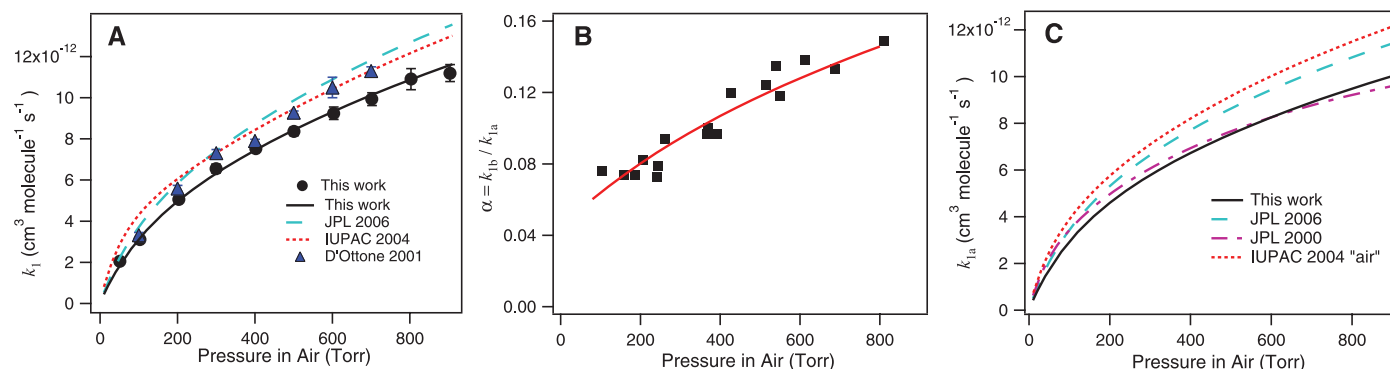 A
k₁ (cm³ molecule⁻¹ s⁻¹)
12x10⁻¹²
10
8
6
4
2
0
This work
This work
JPL 2006
IUPAC 2004
D'Ottone 2001
0 200 400 600 800
Pressure in Air (Torr)
B
α = k₁b / k₁a
0.16
0.12
0.08
0.04
0.00
0 200 400 600 800
Pressure in Air (Torr)
C
k₁a (cm³ molecule⁻¹ s⁻¹)
12x10⁻¹²
10
8
6
4
2
0
This work
JPL 2006
JPL 2000
IUPAC 2004 "air"
0 200 400 600 800
Pressure in Air (Torr)